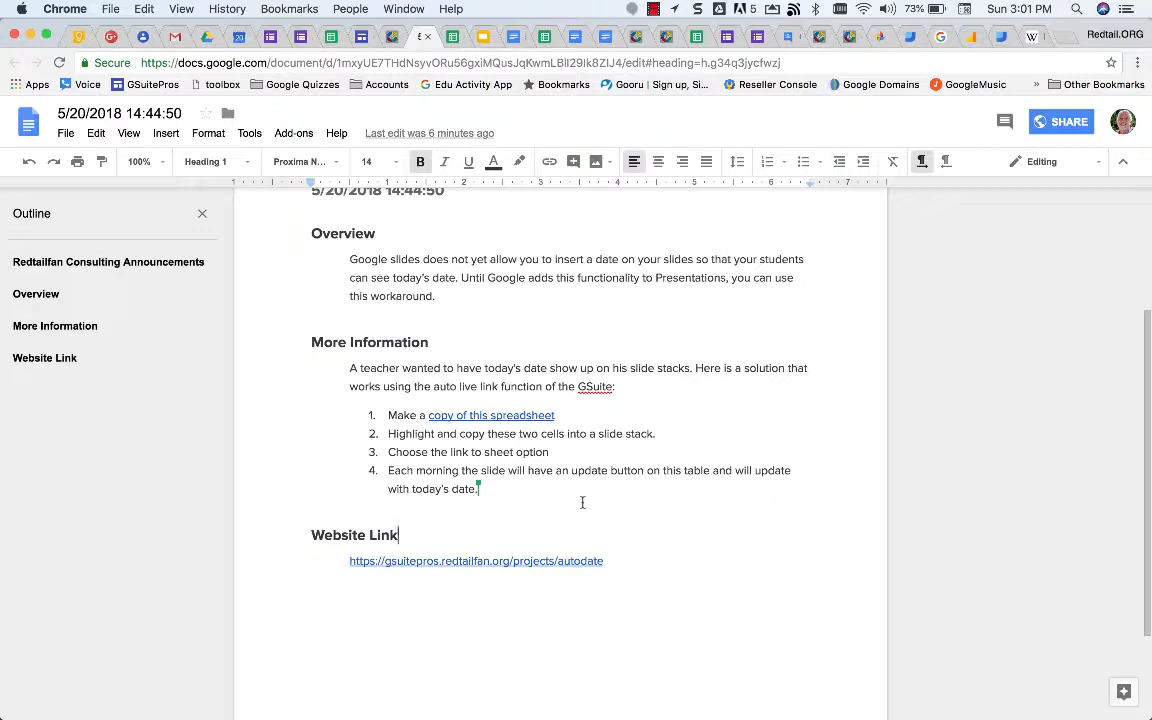 Chrome File Edit View History Bookmarks People Window Help 5 73% Sun 3:01 PM
Redtail.ORG
Secure https://docs.google.com/document/d/1mxyUE7THdNsyvORu56gxiMQusJqKwmLBlI29Ik8ZIJ4/edit#heading=h.g34q3jycfwzj
Apps Voice GSuitePros toolbox Google Quizzes Accounts Edu Activity App Bookmarks Gooru | Sign up, Si... Reseller Console Google Domains GoogleMusic » Other Bookmarks
5/20/2018 14:44:50
SHARE
File Edit View Insert Format Tools Add-ons Help Last edit was 6 minutes ago
100% Heading 1 Proxima N... 14 B I U A Editing
1 1 2 3 4 5 6 7
Outline
Redtailfan Consulting Announcements
Overview
More Information
Website Link
5/20/2018 14:44:50
Overview
Google slides does not yet allow you to insert a date on your slides so that your students
can see today's date. Until Google adds this functionality to Presentations, you can use
this workaround.
More Information
A teacher wanted to have today's date show up on his slide stacks. Here is a solution that
works using the auto live link function of the GSuite:
1. Make a copy of this spreadsheet
2. Highlight and copy these two cells into a slide stack.
3. Choose the link to sheet option
4. Each morning the slide will have an update button on this table and will update
with today's date.
Website Link
https://gsuitepros.redtailfan.org/projects/autodate